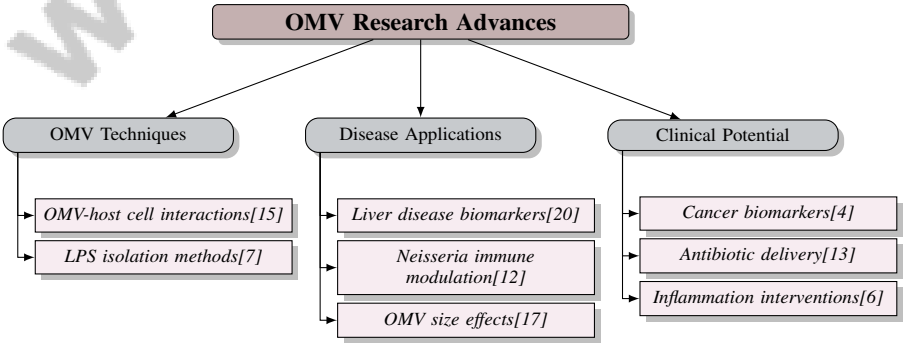 OMV Research Advances
OMV Techniques
OMV-host cell interactions[15]
LPS isolation methods[7]
Disease Applications
Liver disease biomarkers[20]
Neisseria immune
modulation[12]
OMV size effects[17]
Clinical Potential
Cancer biomarkers[4]
Antibiotic delivery[13]
Inflammation interventions[6]